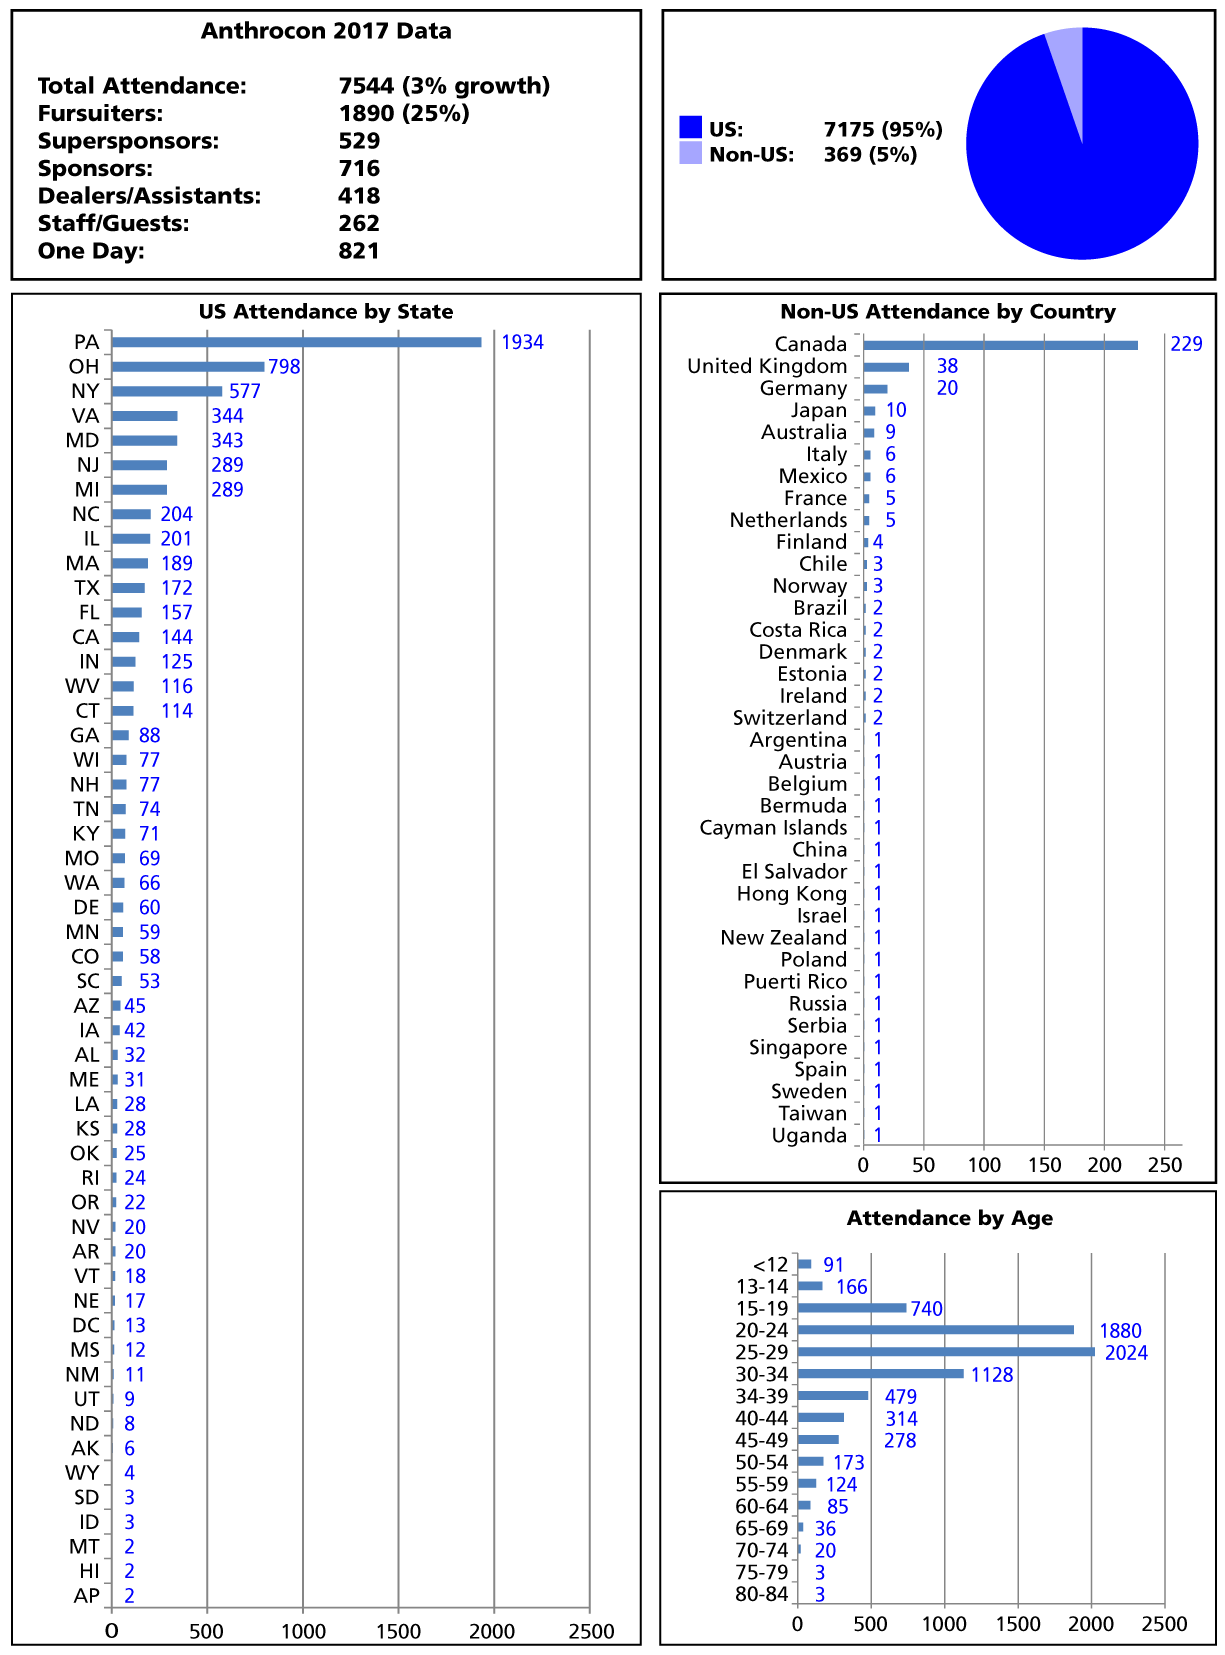 Anthrocon 2017 Data
Total Attendance: 7544 (3% growth)
Fursuiters: 1890 (25%)
Supersponsors: 529
Sponsors: 716
Dealers/Assistants: 418
Staff/Guests: 262
One Day: 821
US: 7175 (95%)
Non-US: 369 (5%)
US Attendance by State
PA 1934
OH 798
NY 577
VA 344
MD 343
NJ 289
MI 289
NC 204
IL 201
MA 189
TX 172
FL 157
CA 144
IN 125
WV 116
CT 114
GA 88
WI 77
NH 77
TN 74
KY 71
MO 69
WA 66
DE 60
MN 59
CO 58
SC 53
AZ 45
IA 42
AL 32
ME 31
LA 28
KS 28
OK 25
RI 24
OR 22
NV 20
AR 20
VT 18
NE 17
DC 13
MS 12
NM 11
UT 9
ND 8
AK 6
WY 4
SD 3
ID 3
MT 2
HI 2
AP 2
0 500 1000 1500 2000 2500
Non-US Attendance by Country
Canada 229
United Kingdom 38
Germany 20
Japan 10
Australia 9
Italy 6
Mexico 6
France 5
Netherlands 5
Finland 4
Chile 3
Norway 3
Brazil 2
Costa Rica 2
Denmark 2
Estonia 2
Ireland 2
Switzerland 2
Argentina 1
Austria 1
Belgium 1
Bermuda 1
Cayman Islands 1
China 1
El Salvador 1
Hong Kong 1
Israel 1
New Zealand 1
Poland 1
Puerti Rico 1
Russia 1
Serbia 1
Singapore 1
Spain 1
Sweden 1
Taiwan 1
Uganda 1
0 50 100 150 200 250
Attendance by Age
<12 91
13-14 166
15-19 740
20-24 1880
25-29 2024
30-34 1128
34-39 479
40-44 314
45-49 278
50-54 173
55-59 124
60-64 85
65-69 36
70-74 20
75-79 3
80-84 3
0 500 1000 1500 2000 2500